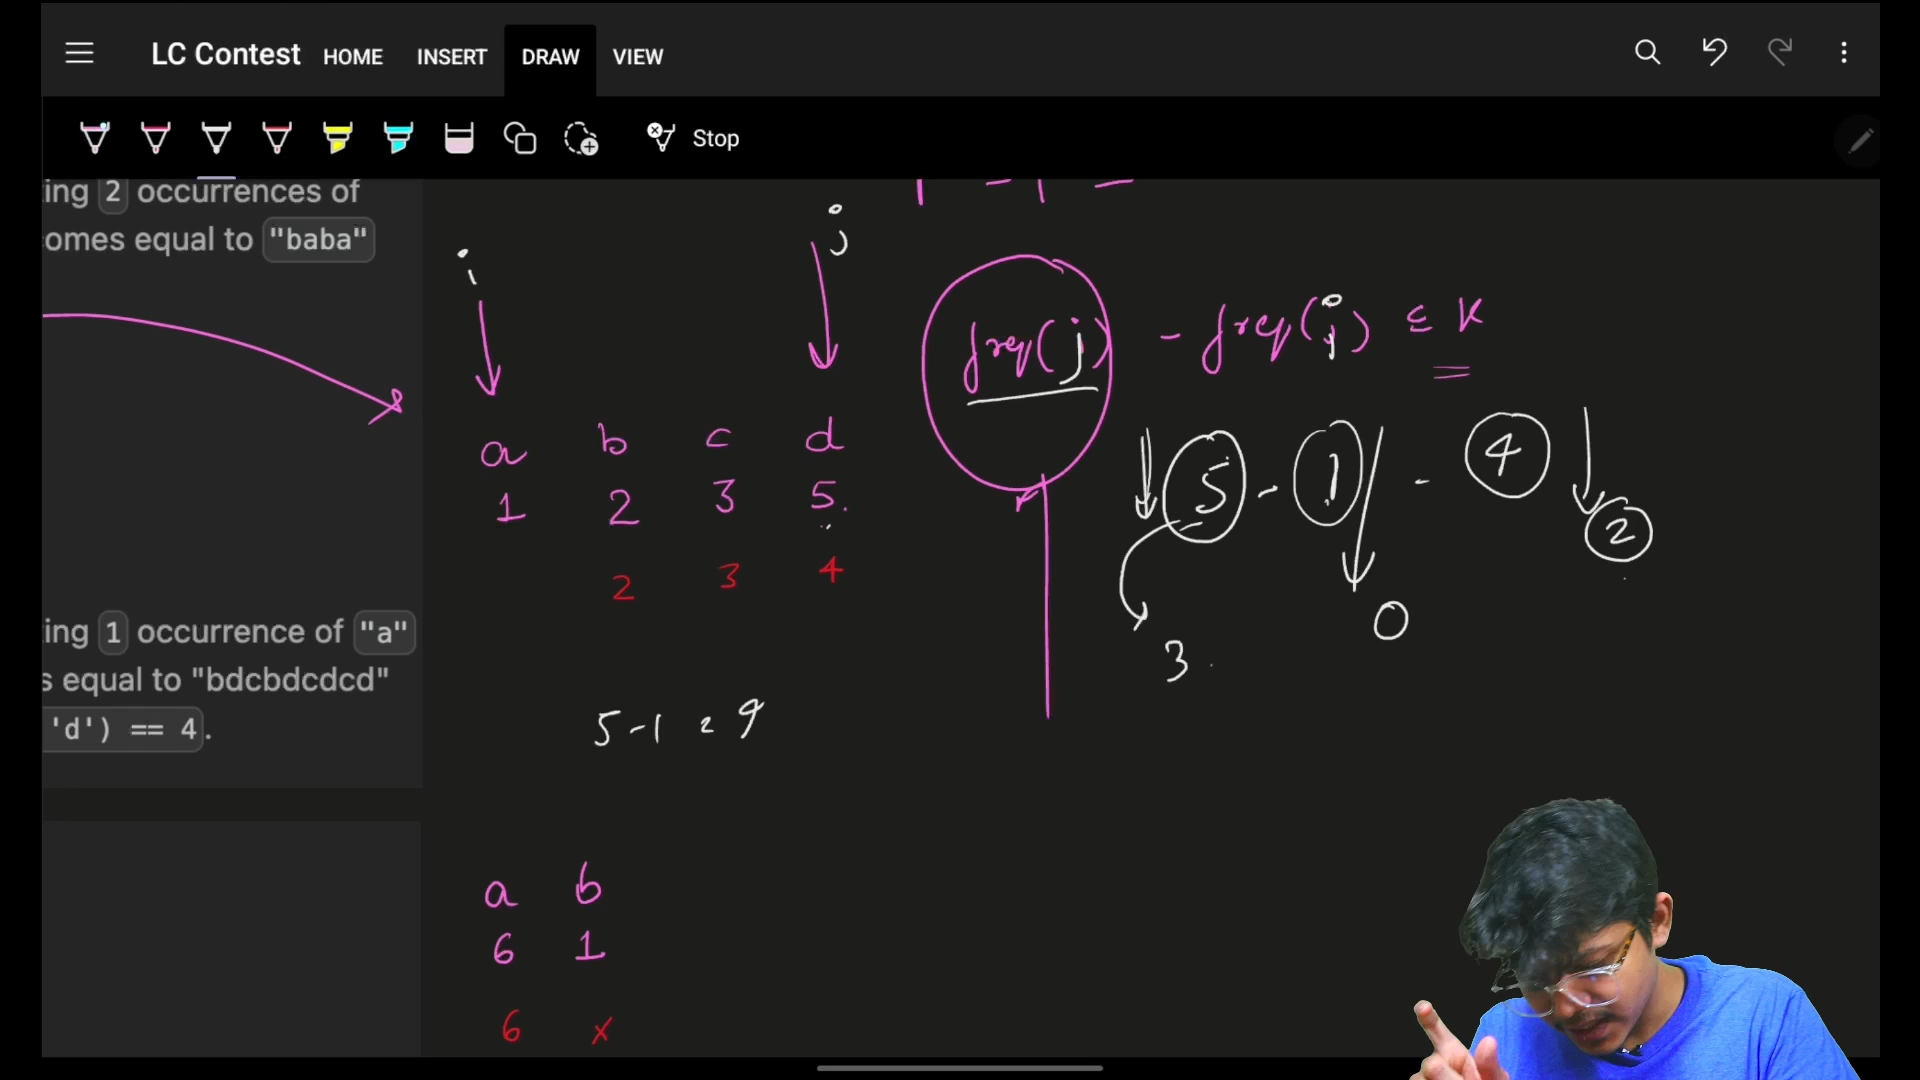 LC Contest HOME INSERT DRAW VIEW
Stop
ing 2 occurrences of
omes equal to "baba"
i
j
freq(j) - freq(i) ≤ K
a b c d
1 2 3 5.
5 - 1 - 4
2
2 3 4
0
3
ing 1 occurrence of "a"
s equal to "bdcbdcdcd"
'd') == 4.
5 - 1 = 4
a b
6 1
6 x